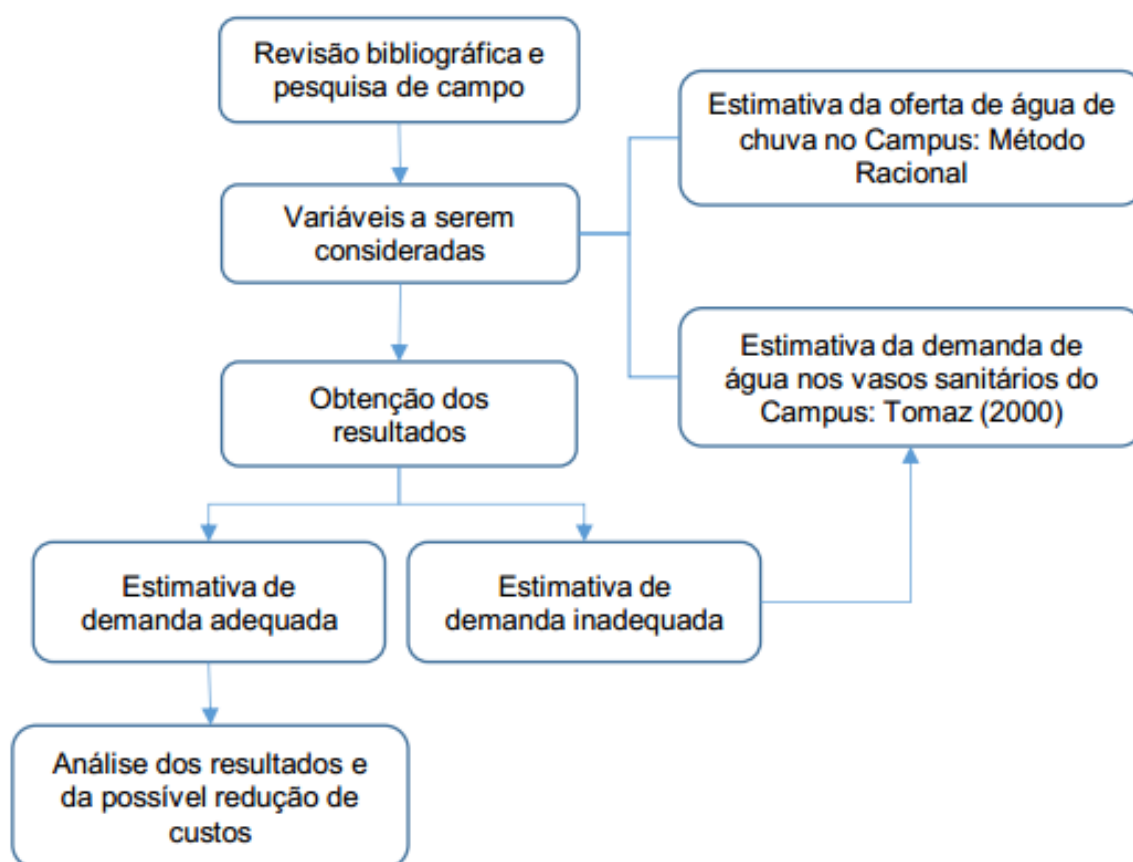 Revisão bibliográfica e
pesquisa de campo
Estimativa da oferta de água de
chuva no Campus: Método
Racional
Variáveis a serem
consideradas
Estimativa da demanda de
água nos vasos sanitários do
Campus: Tomaz (2000)
Obtenção dos
resultados
Estimativa de
demanda adequada
Estimativa de
demanda inadequada
Análise dos resultados e
da possível redução de
custos